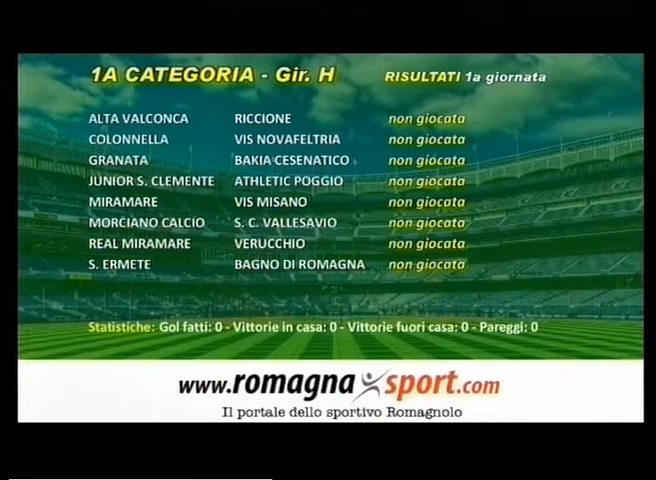 1A CATEGORIA - Gir. H RISULTATI 1a giornata
ALTA VALCONCA RICCIONE non giocata
COLONNELLA VIS NOVAFELTRIA non giocata
GRANATA BAKIA CESENATICO non giocata
JUNIOR S. CLEMENTE ATHLETIC POGGIO non giocata
MIRAMARE VIS MISANO non giocata
MORCIANO CALCIO S. C. VALLESAVIO non giocata
REAL MIRAMARE VERUCCHIO non giocata
S. ERMETE BAGNO DI ROMAGNA non giocata
Statistiche: Gol fatti: 0 - Vittorie in casa: 0 - Vittorie fuori casa: 0 - Pareggi: 0
www.romagnasport.com
Il portale dello sportivo Romagnolo